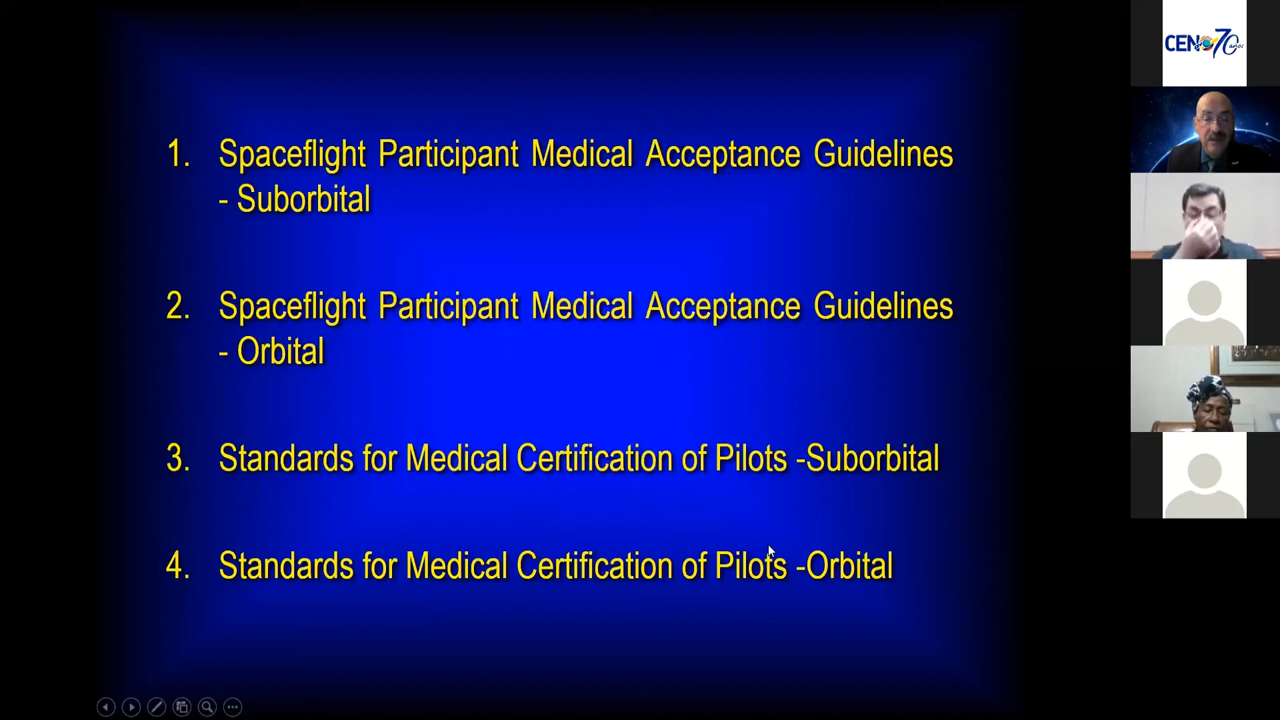 1. Spaceflight Participant Medical Acceptance Guidelines
- Suborbital
2. Spaceflight Participant Medical Acceptance Guidelines
- Orbital
3. Standards for Medical Certification of Pilots -Suborbital
4. Standards for Medical Certification of Pilots -Orbital
CEN 70 anos